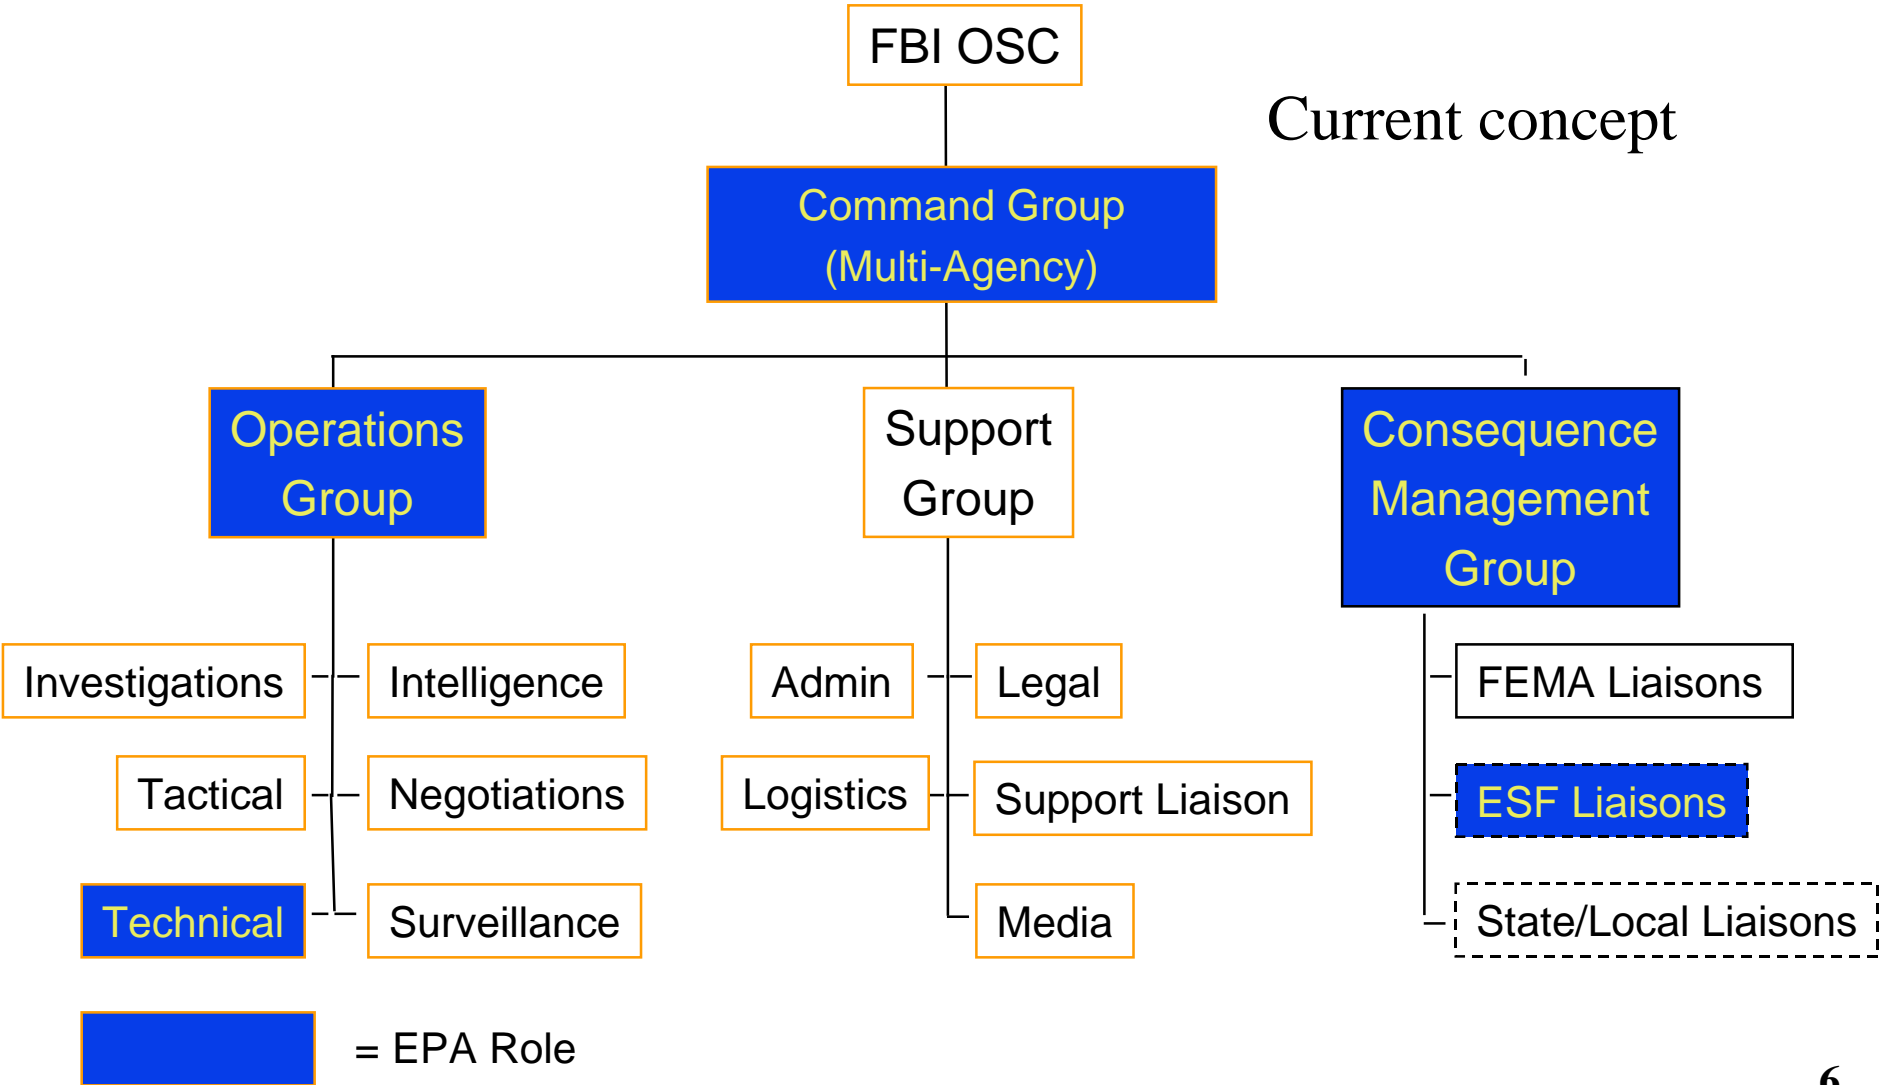 FBI OSC
Current concept
Command Group
(Multi-Agency)
Operations
Group
Support
Group
Consequence
Management
Group
Investigations
Intelligence
Admin
Legal
FEMA Liaisons
Tactical
Negotiations
Logistics
Support Liaison
ESF Liaisons
Technical
Surveillance
Media
State/Local Liaisons
= EPA Role
6